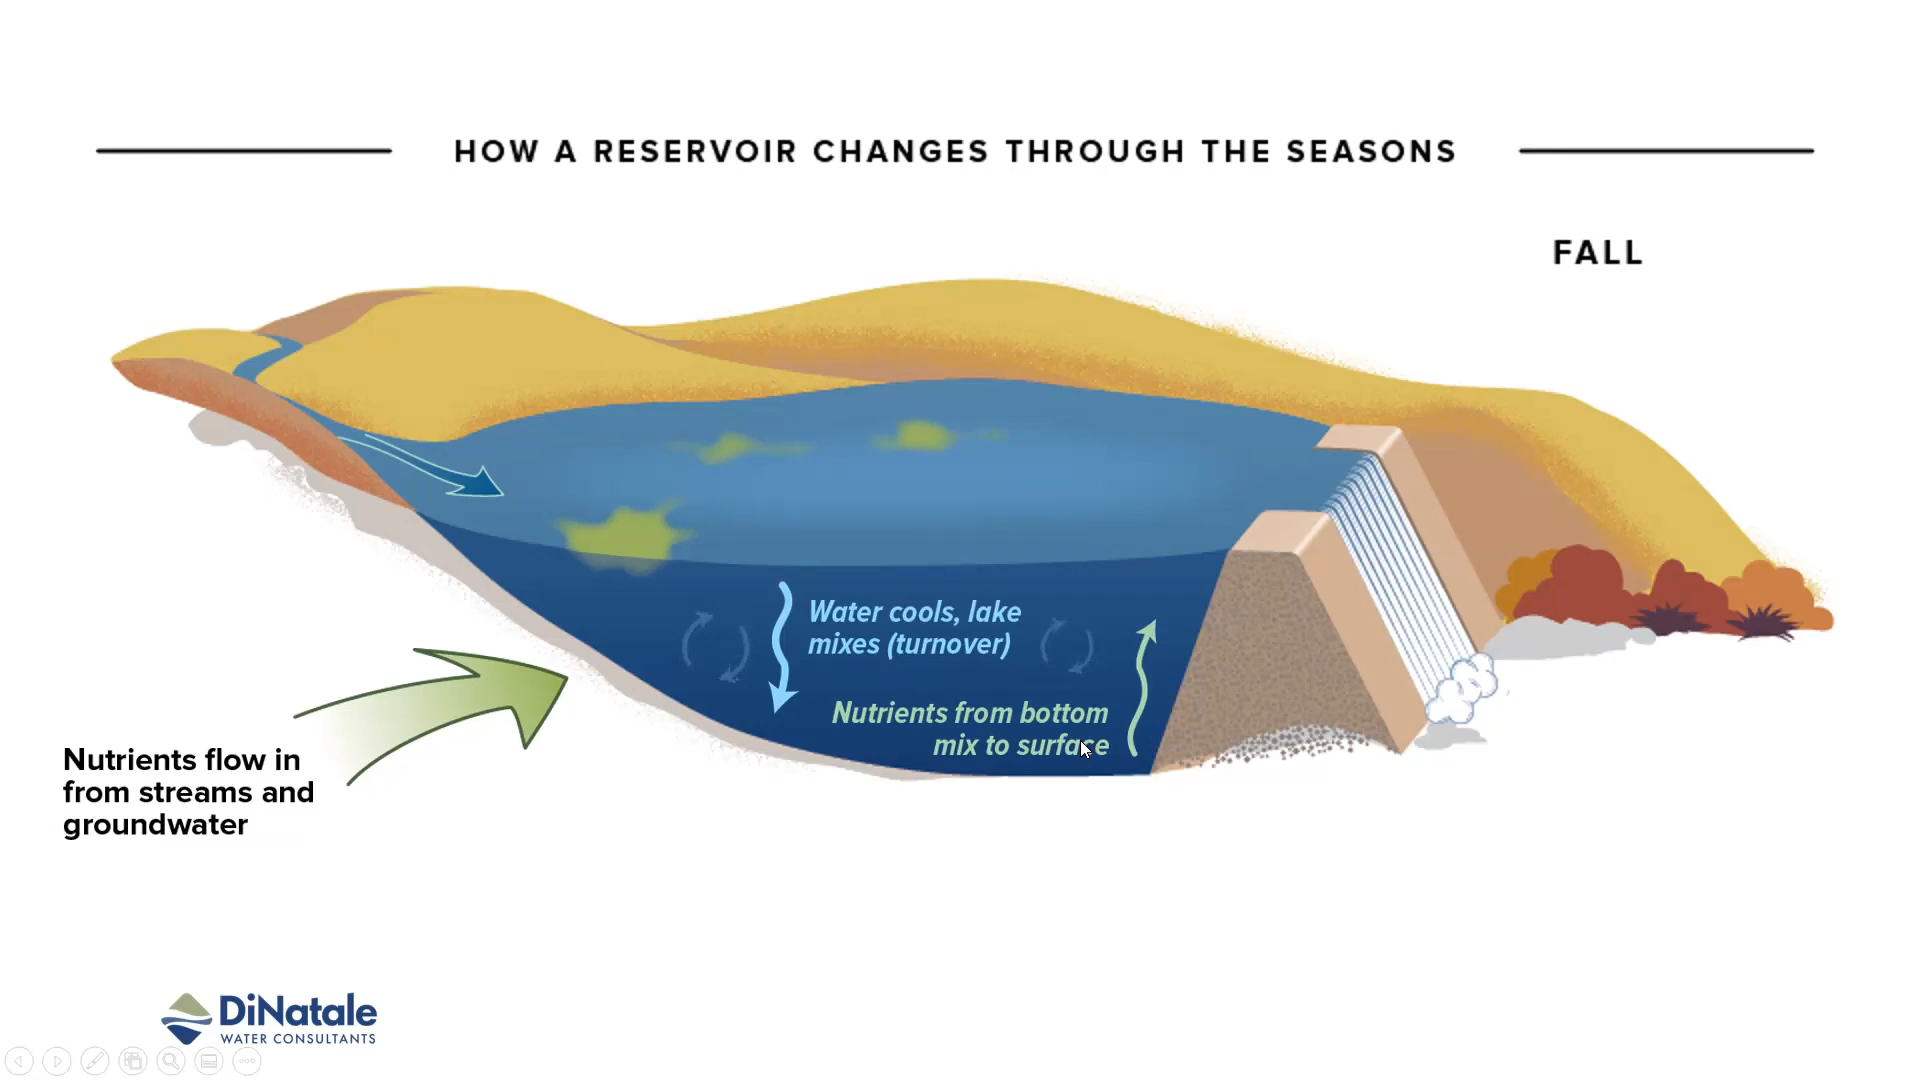 HOW A RESERVOIR CHANGES THROUGH THE SEASONS
FALL
Water cools, lake
mixes (turnover)
Nutrients from bottom
mix to surface
Nutrients flow in
from streams and
groundwater
DiNatale
WATER CONSULTANTS